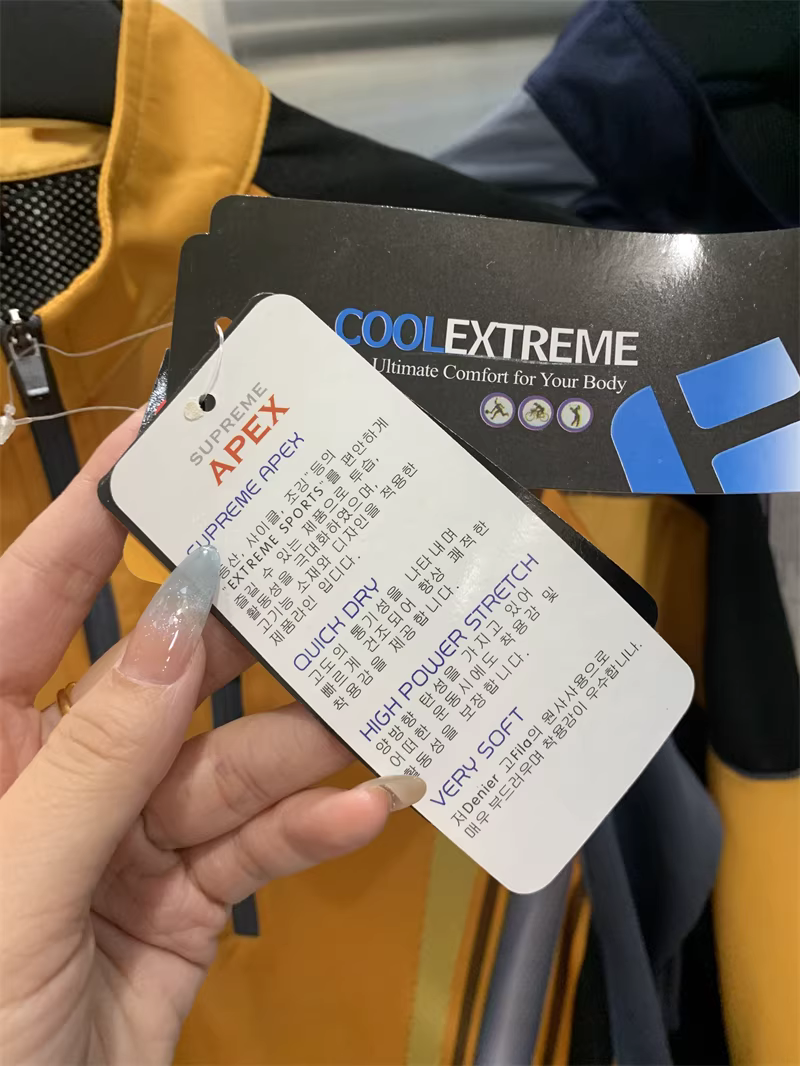 COOLEXTREME
Ultimate Comfort for Your Body
SUPREME
APEX
SUPREME APEX
등산, 사이클, 조깅"등의
"EXTREME SPORTS"를 편안하게
즐길 수 있는 제품으로 투습,
활동성을 극대화하였으며,
고기능 소재와 디자인을 적용한
제품라인 입니다.
QUICK DRY
고도의 통기성을 나타내며
빠르게 건조되어 항상 쾌적한
착용감을 제공합니다.
HIGH POWER STRETCH
양방향 탄성을 가지고 있어
어떠한 운동시에도 착용감 및
활동성을 보장합니다.
VERY SOFT
저Denier 고Fila의 원사사용으로
매우 부드러우며 착용감이 우수합니다.